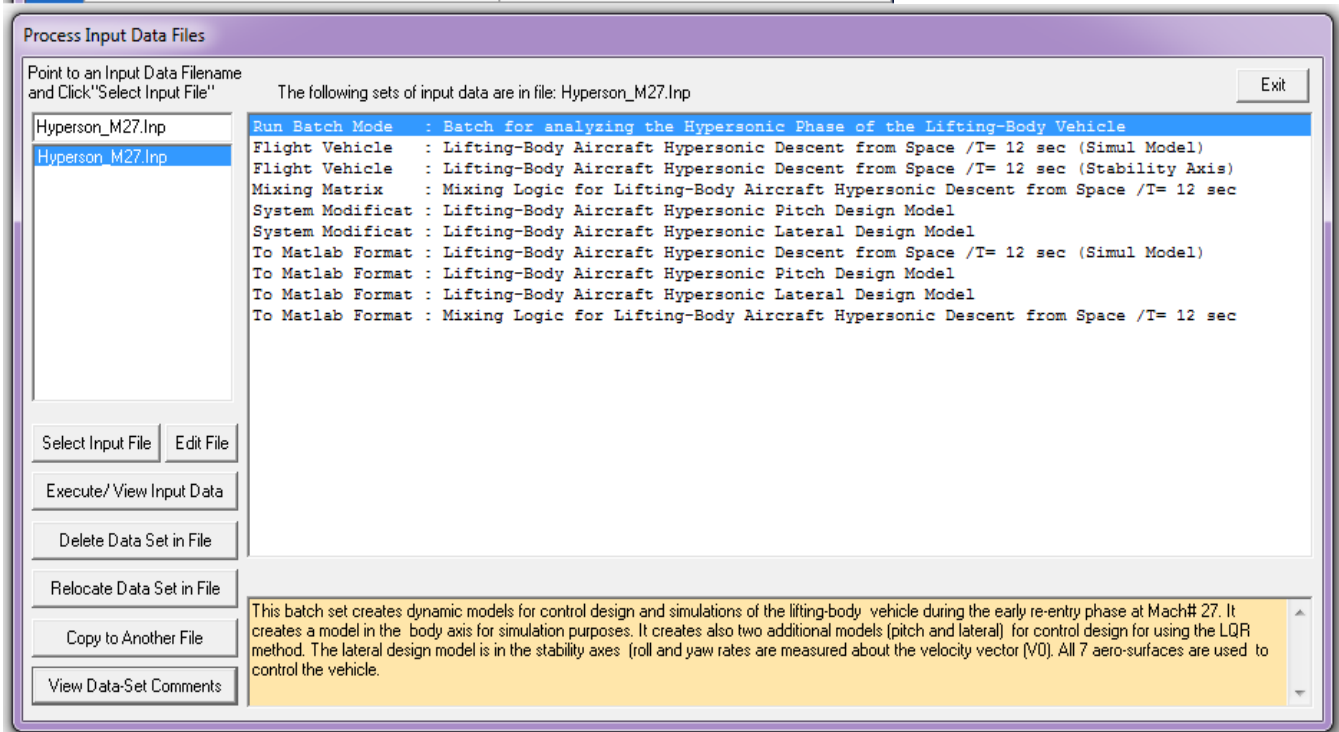 Process Input Data Files
Point to an Input Data Filename
and Click"Select Input File"
The following sets of input data are in file: Hyperson_M27.Inp
Exit
Hyperson_M27.Inp
Hyperson_M27.Inp
Run Batch Mode : Batch for analyzing the Hypersonic Phase of the Lifting-Body Vehicle
Flight Vehicle : Lifting-Body Aircraft Hypersonic Descent from Space /T= 12 sec (Simul Model)
Flight Vehicle : Lifting-Body Aircraft Hypersonic Descent from Space /T= 12 sec (Stability Axis)
Mixing Matrix : Mixing Logic for Lifting-Body Aircraft Hypersonic Descent from Space /T= 12 sec
System Modificat : Lifting-Body Aircraft Hypersonic Pitch Design Model
System Modificat : Lifting-Body Aircraft Hypersonic Lateral Design Model
To Matlab Format : Lifting-Body Aircraft Hypersonic Descent from Space /T= 12 sec (Simul Model)
To Matlab Format : Lifting-Body Aircraft Hypersonic Pitch Design Model
To Matlab Format : Lifting-Body Aircraft Hypersonic Lateral Design Model
To Matlab Format : Mixing Logic for Lifting-Body Aircraft Hypersonic Descent from Space /T= 12 sec
Select Input File
Edit File
Execute/ View Input Data
Delete Data Set in File
Relocate Data Set in File
Copy to Another File
View Data-Set Comments
This batch set creates dynamic models for control design and simulations of the lifting-body vehicle during the early re-entry phase at Mach# 27. It
creates a model in the body axis for simulation purposes. It creates also two additional models (pitch and lateral) for control design for using the LQR
method. The lateral design model is in the stability axes (roll and yaw rates are measured about the velocity vector (V0). All 7 aero-surfaces are used to
control the vehicle.